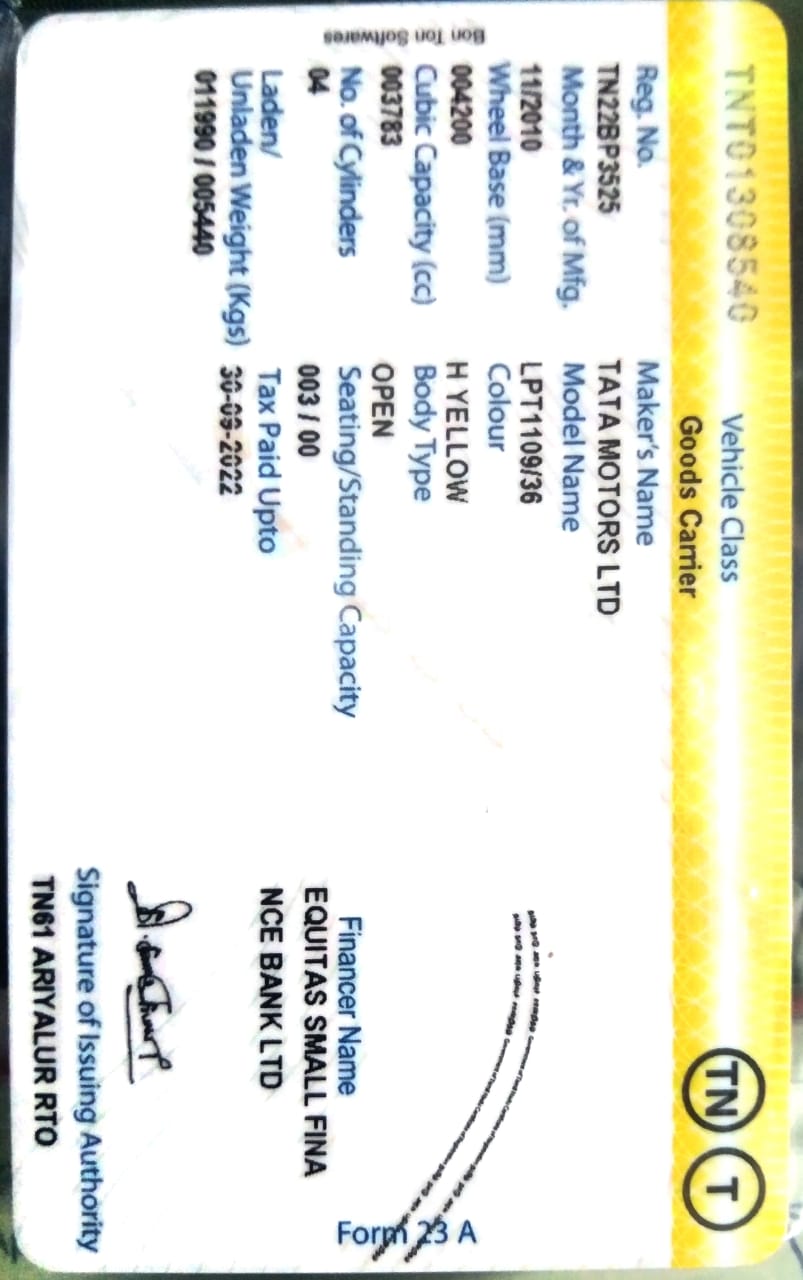 TNT01308540
Vehicle Class
Goods Carrier
TN T
Reg. No.
TN22BP3525
Maker's Name
TATA MOTORS LTD
Month & Yr. of Mfg.
11/2010
Model Name
LPT1109/36
Wheel Base (mm)
004200
Colour
H YELLOW
Cubic Capacity (cc)
003783
Body Type
OPEN
No. of Cylinders
04
Seating/Standing Capacity
003 / 00
Laden/
Unladen Weight (Kgs)
011990 / 005440
Tax Paid Upto
30-09-2022
Form 23 A
Financer Name
EQUITAS SMALL FINA
NCE BANK LTD
Signature of Issuing Authority
TN61 ARIYALUR RTO
Bon Ton Softwares